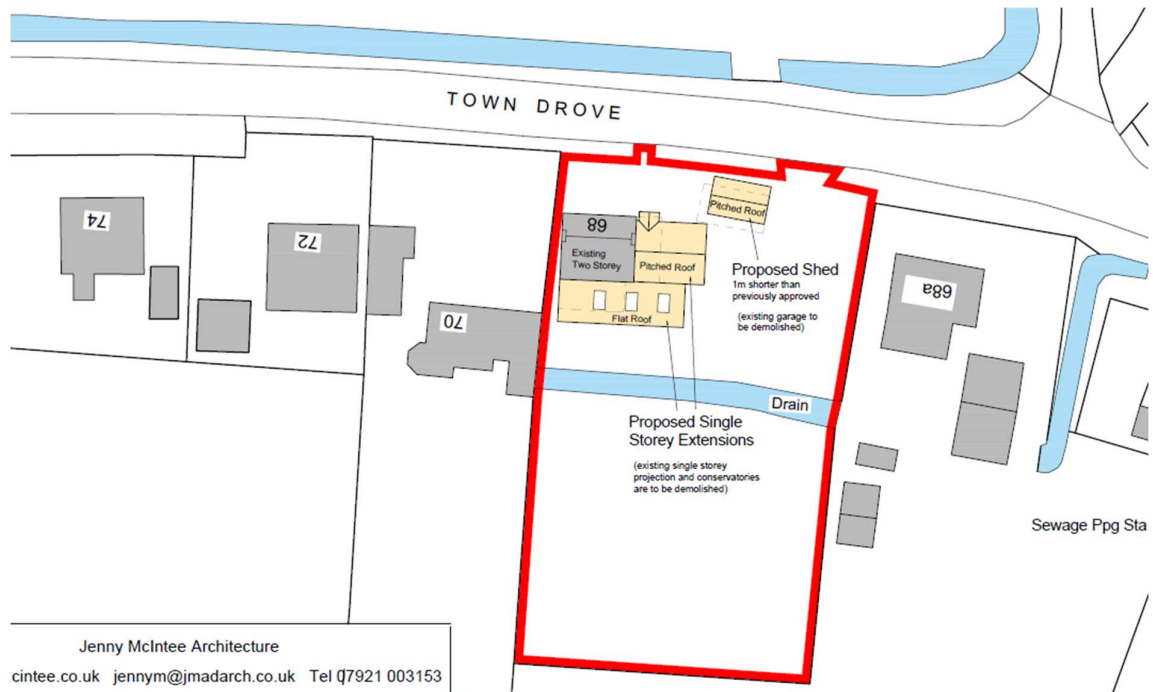 TOWN DROVE
74
72
70
68
Existing
Two Storey
Pitched Roof
Flat Roof
Pitched Roof
Proposed Shed
1m shorter than
previously approved
(existing garage to
be demolished)
68a
Drain
Proposed Single
Storey Extensions
(existing single storey
projection and conservatories
are to be demolished)
Sewage Ppg Sta
Jenny McIntee Architecture
cintee.co.uk jennym@jmadarch.co.uk Tel 07921 003153